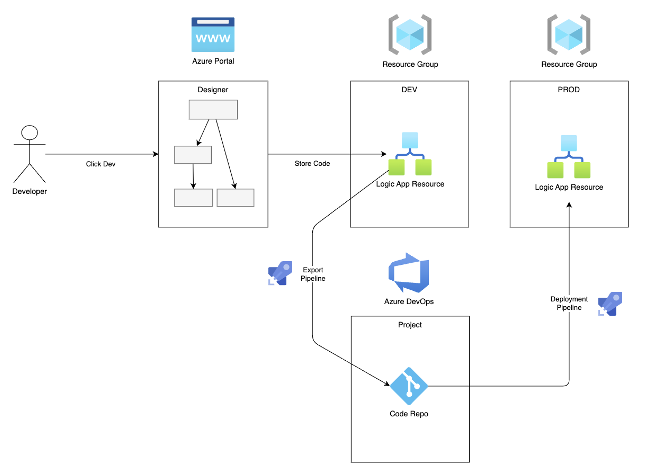 www
Azure Portal
Resource Group
Resource Group
Designer
DEV
PROD
Click Dev
Store Code
Developer
Logic App Resource
Logic App Resource
Export
Pipeline
Azure DevOps
Deployment
Pipeline
Project
Code Repo